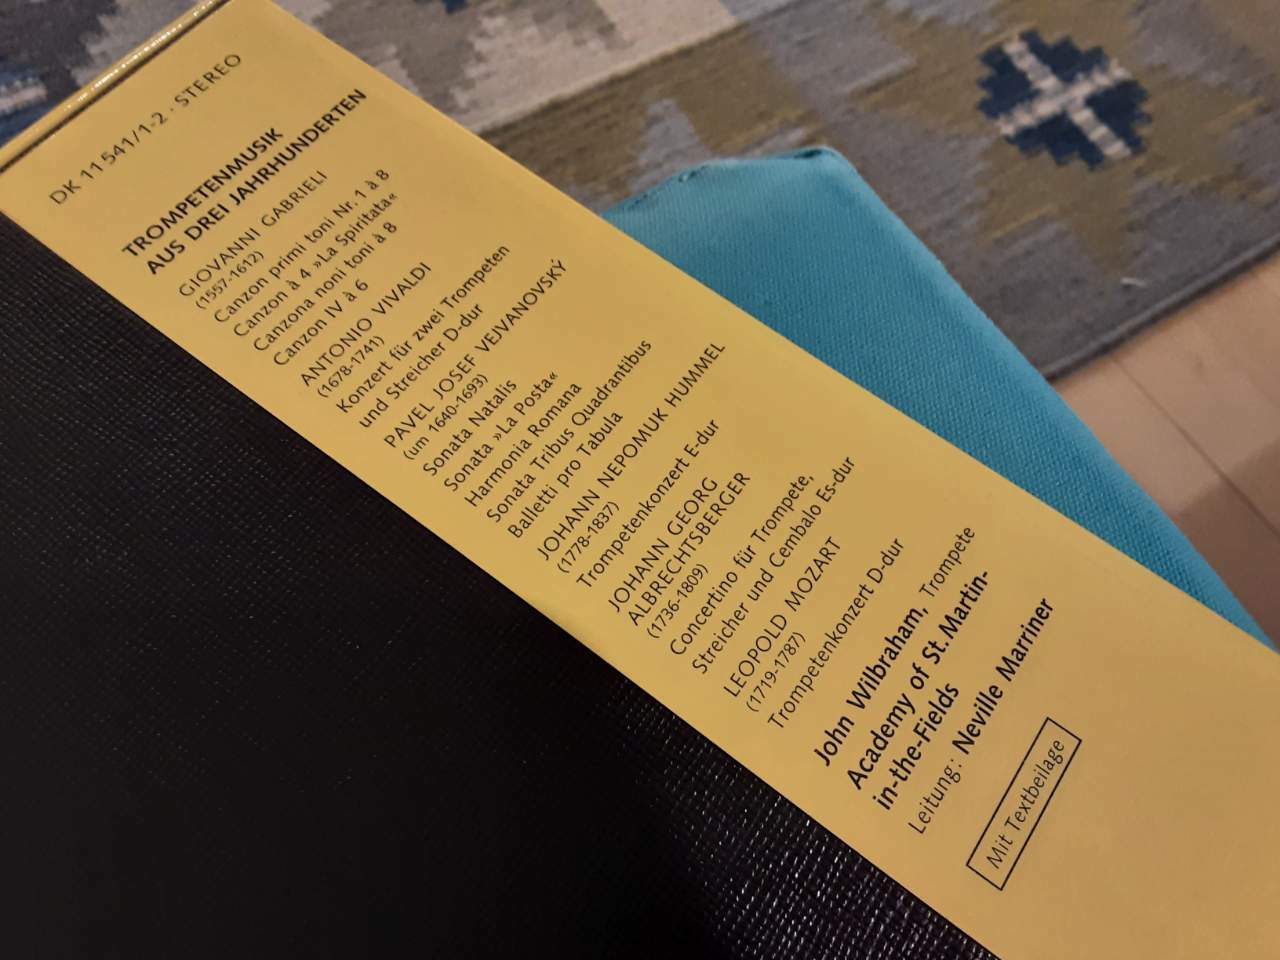 DK 11 541/1-2 · STEREO
TROMPETENMUSIK
AUS DREI JAHRHUNDERTEN
GIOVANNI GABRIELI
(1557-1612)
Canzon primi toni Nr. 1 à 8
Canzon à 4 »La Spiritata«
Canzona noni toni à 8
Canzon IV à 6
ANTONIO VIVALDI
(1678-1741)
Konzert für zwei Trompeten
und Streicher D-dur
PAVEL JOSEF VEJVANOVSKÝ
(um 1640-1693)
Sonata Natalis
Sonata »La Posta«
Harmonia Romana
Sonata Tribus Quadrantibus
Balletti pro Tabula
JOHANN NEPOMUK HUMMEL
(1778-1837)
Trompetenkonzert E-dur
JOHANN GEORG
ALBRECHTSBERGER
(1736-1809)
Concertino für Trompete,
Streicher und Cembalo Es-dur
LEOPOLD MOZART
(1719-1787)
Trompetenkonzert D-dur
John Wilbraham, Trompete
Academy of St. Martin-
in-the-Fields
Leitung: Neville Marriner
Mit Textbeilage